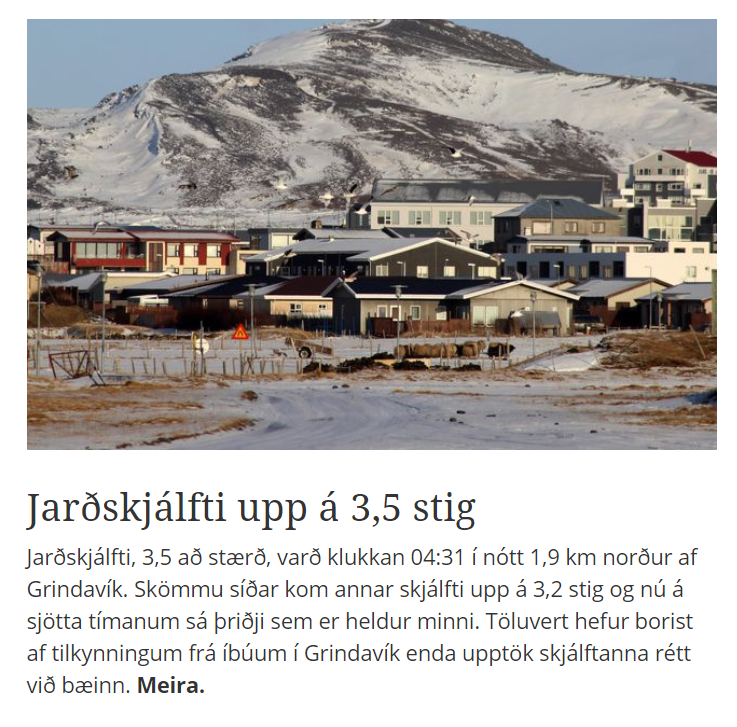 Jarðskjálfti upp á 3,5 stig
Jarðskjálfti, 3,5 að stærð, varð klukkan 04:31 í nótt 1,9 km norður af
Grindavík. Skömmu síðar kom annar skjálfti upp á 3,2 stig og nú á
sjötta tímanum sá þriðji sem er heldur minni. Töluvert hefur borist
af tilkynningum frá íbúum í Grindavík enda upptök skjálftanna rétt
við bæinn. Meira.